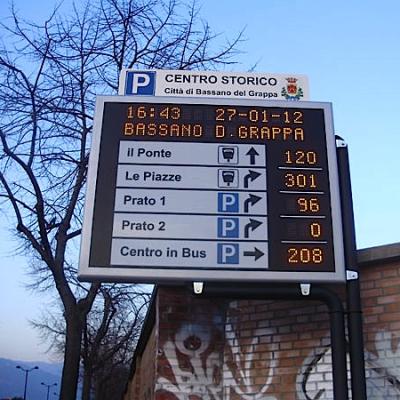 P CENTRO STORICO
Città di Bassano del Grappa
16:43 27-01-12
BASSANO D.GRAPPA
il Ponte 120
Le Piazze 301
Prato 1 P 96
Prato 2 P 0
Centro in Bus P 208